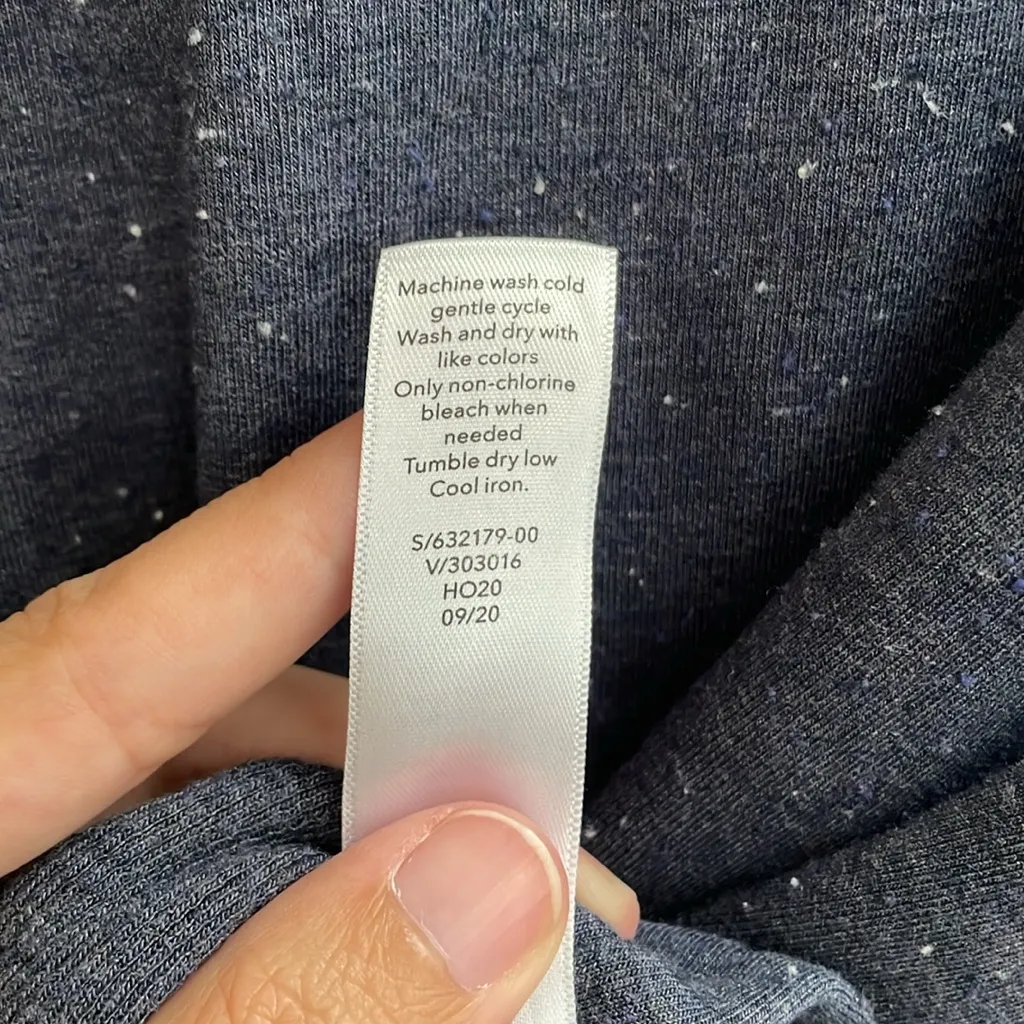 Machine wash cold
gentle cycle
Wash and dry with
like colors
Only non-chlorine
bleach when
needed
Tumble dry low
Cool iron.
S/632179-00
V/303016
HO20
09/20